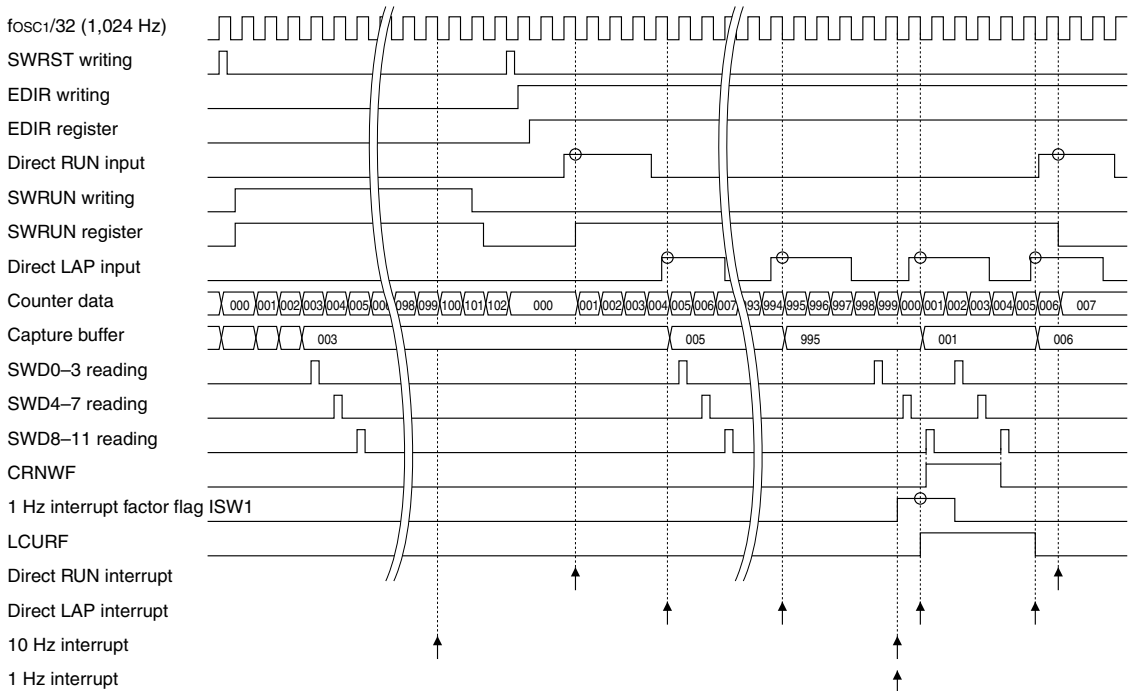 fOSC1/32 (1,024 Hz)
SWRST writing
EDIR writing
EDIR register
Direct RUN input
SWRUN writing
SWRUN register
Direct LAP input
Counter data 000 001 002 003 004 005 006 098 099 100 101 102 000 001 002 003 004 005 006 007 993 994 995 996 997 998 999 000 001 002 003 004 005 006 007
Capture buffer 003 005 995 001 006
SWD0–3 reading
SWD4–7 reading
SWD8–11 reading
CRNWF
1 Hz interrupt factor flag ISW1
LCURF
Direct RUN interrupt
Direct LAP interrupt
10 Hz interrupt
1 Hz interrupt